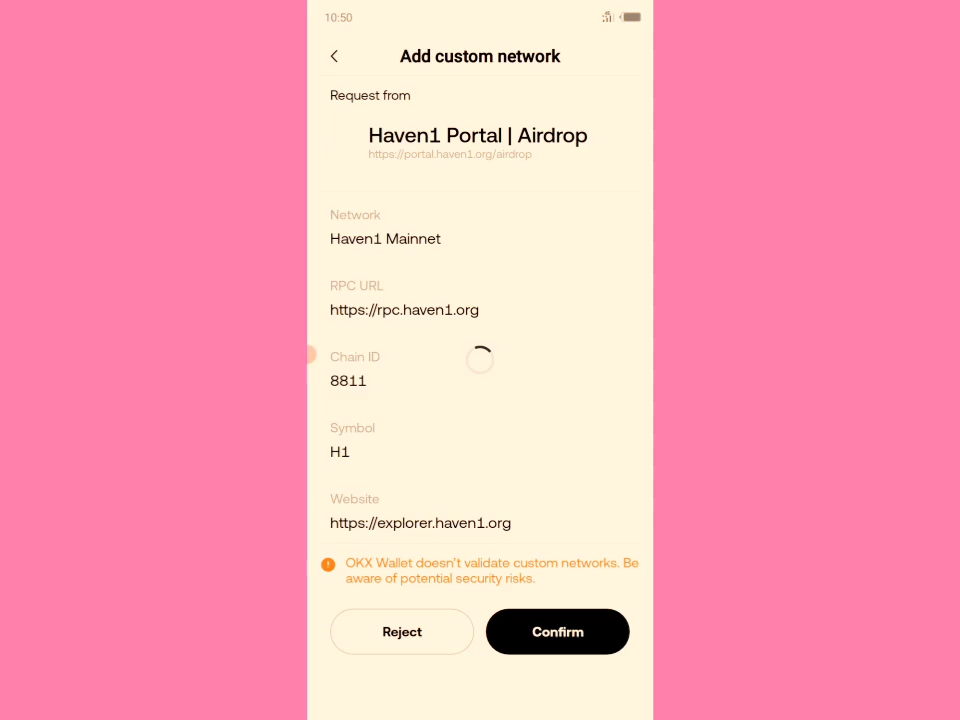 10:50
Add custom network
Request from
Haven1 Portal | Airdrop
https://portal.haven1.org/airdrop
Network
Haven1 Mainnet
RPC URL
https://rpc.haven1.org
Chain ID
8811
Symbol
H1
Website
https://explorer.haven1.org
OKX Wallet doesn't validate custom networks. Be
aware of potential security risks.
Reject
Confirm